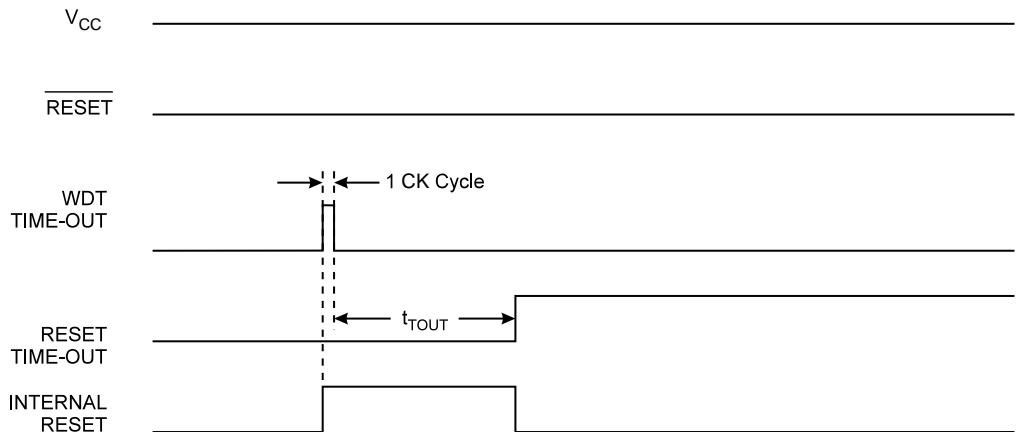 VCC
RESET
1 CK Cycle
WDT
TIME-OUT
tTOUT
RESET
TIME-OUT
INTERNAL
RESET